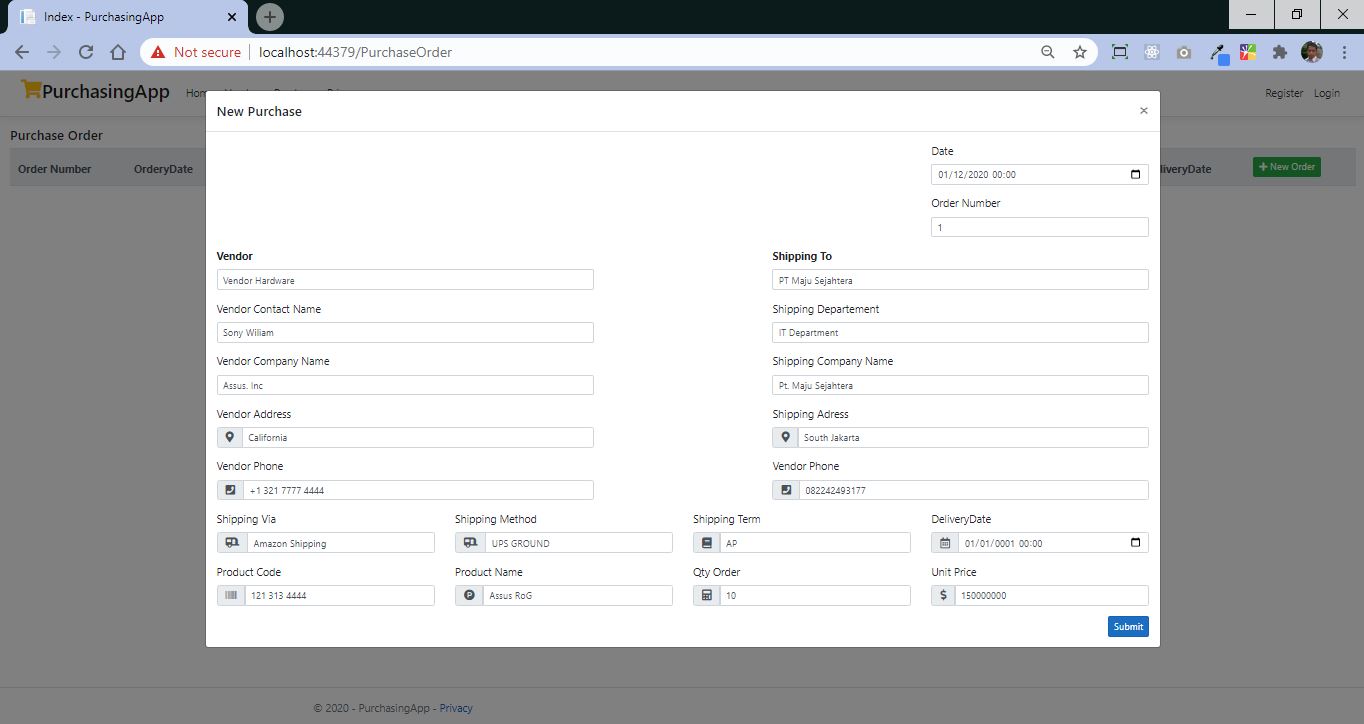 Index - PurchasingApp
Not secure
localhost:44379/PurchaseOrder
PurchasingApp
Register Login
Purchase Order
Order Number OrderyDate
New Order
New Purchase
Date
01/12/2020 00:00
Order Number
1
Vendor Shipping To
Vendor Hardware PT Maju Sejahtera
Vendor Contact Name Shipping Departement
Sony Wiliam IT Department
Vendor Company Name Shipping Company Name
Assus. Inc Pt. Maju Sejahtera
Vendor Address Shipping Adress
California South Jakarta
Vendor Phone Vendor Phone
+1 321 7777 4444 082242493177
Shipping Via Shipping Method Shipping Term DeliveryDate
Amazon Shipping UPS GROUND AP 01/01/0001 00:00
Product Code Product Name Qty Order Unit Price
121 313 4444 Assus RoG 10 150000000
Submit
© 2020 - PurchasingApp - Privacy